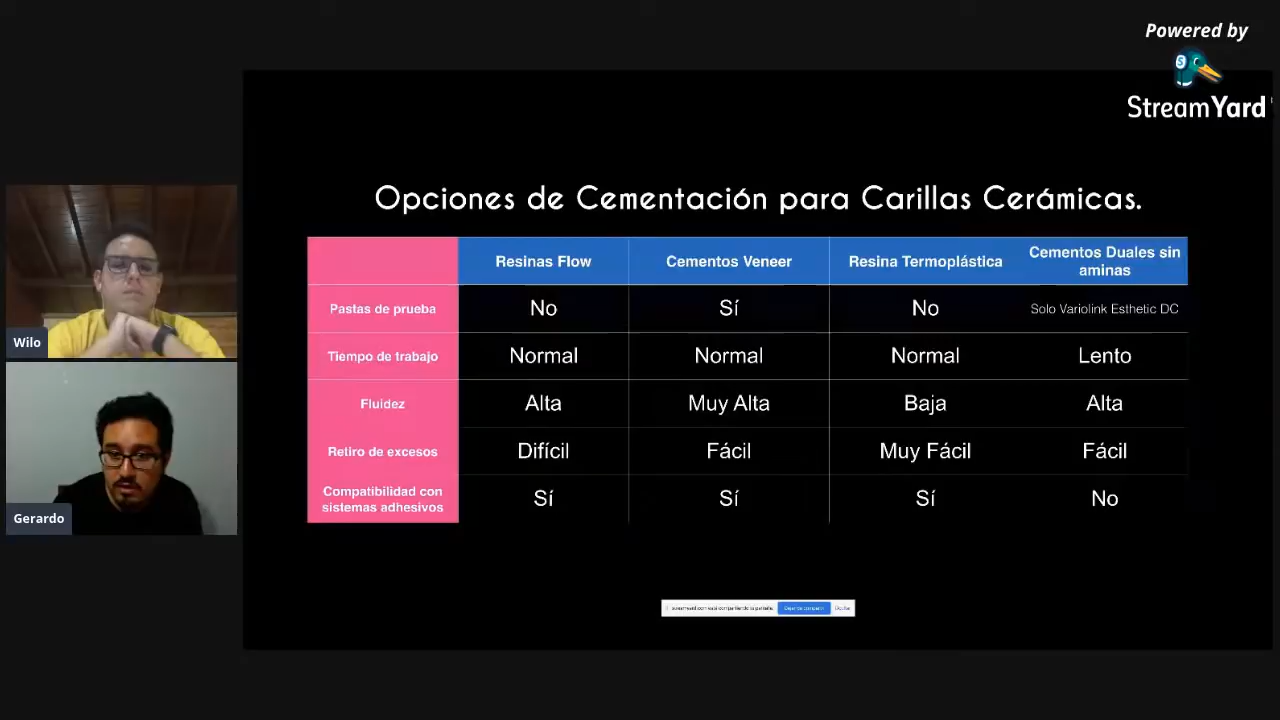 Powered by
StreamYard
Opciones de Cementación para Carillas Cerámicas.
Resinas Flow
Cementos Veneer
Resina Termoplástica
Cementos Duales sin
aminas
Pastas de prueba
No
Sí
No
Solo Variolink Esthetic DC
Tiempo de trabajo
Normal
Normal
Normal
Lento
Fluidez
Alta
Muy Alta
Baja
Alta
Retiro de excesos
Difícil
Fácil
Muy Fácil
Fácil
Compatibilidad con
sistemas adhesivos
Sí
Sí
Sí
No
Wilo
Gerardo